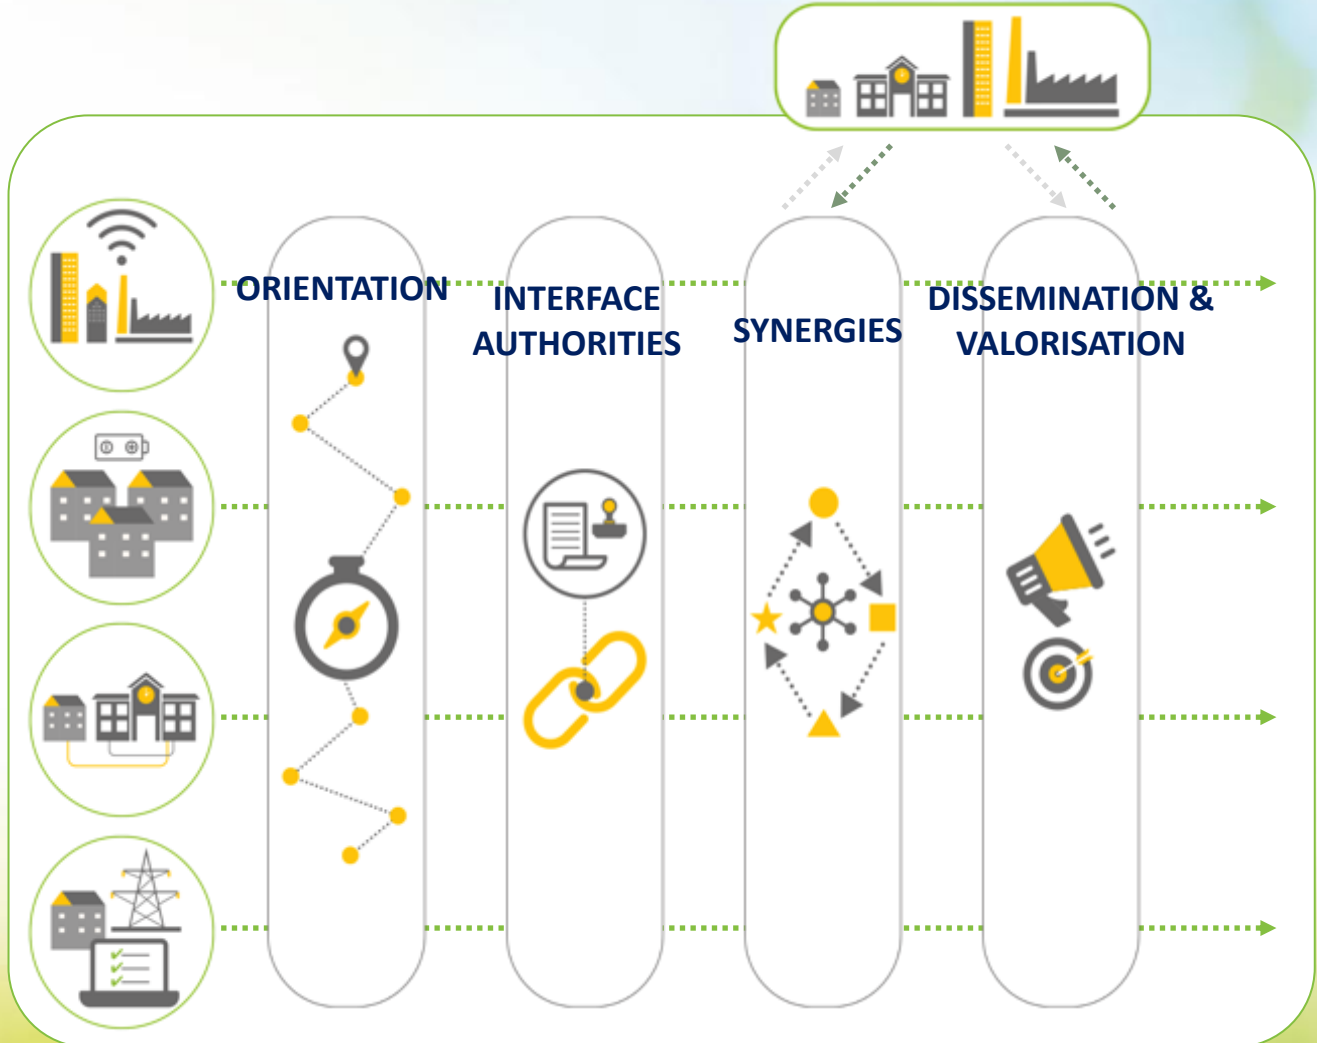 ORIENTATION
INTERFACE
AUTHORITIES
SYNERGIES
DISSEMINATION &
VALORISATION